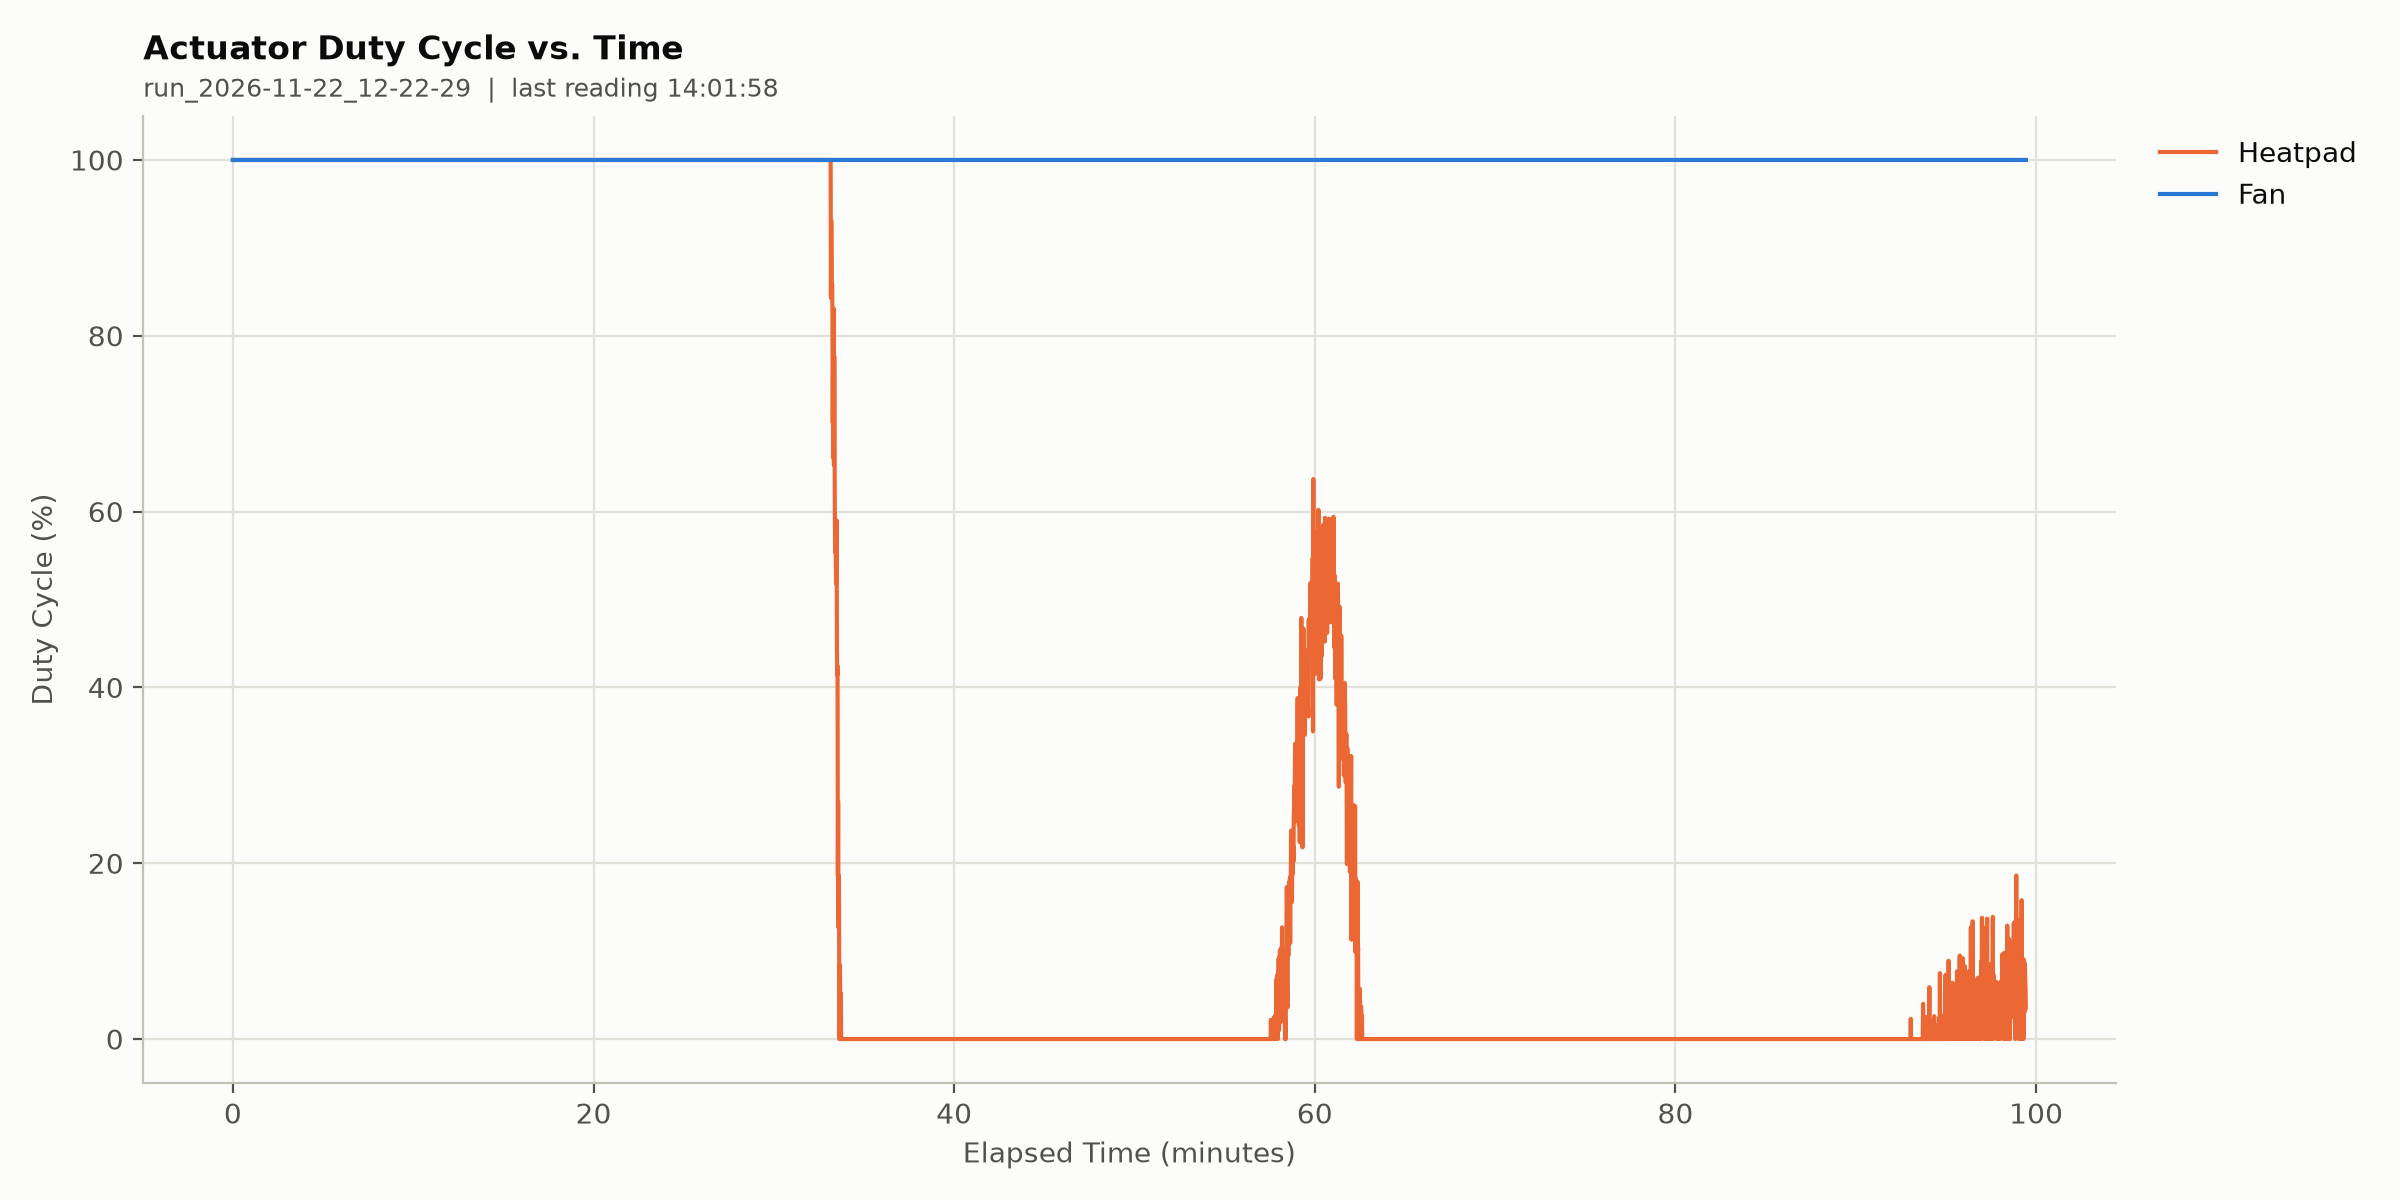 Actuator Duty Cycle vs. Time
run_2026-11-22_12-22-29 | last reading 14:01:58
Heatpad
Fan
Duty Cycle (%)
100
80
60
40
20
0
0 20 40 60 80 100
Elapsed Time (minutes)